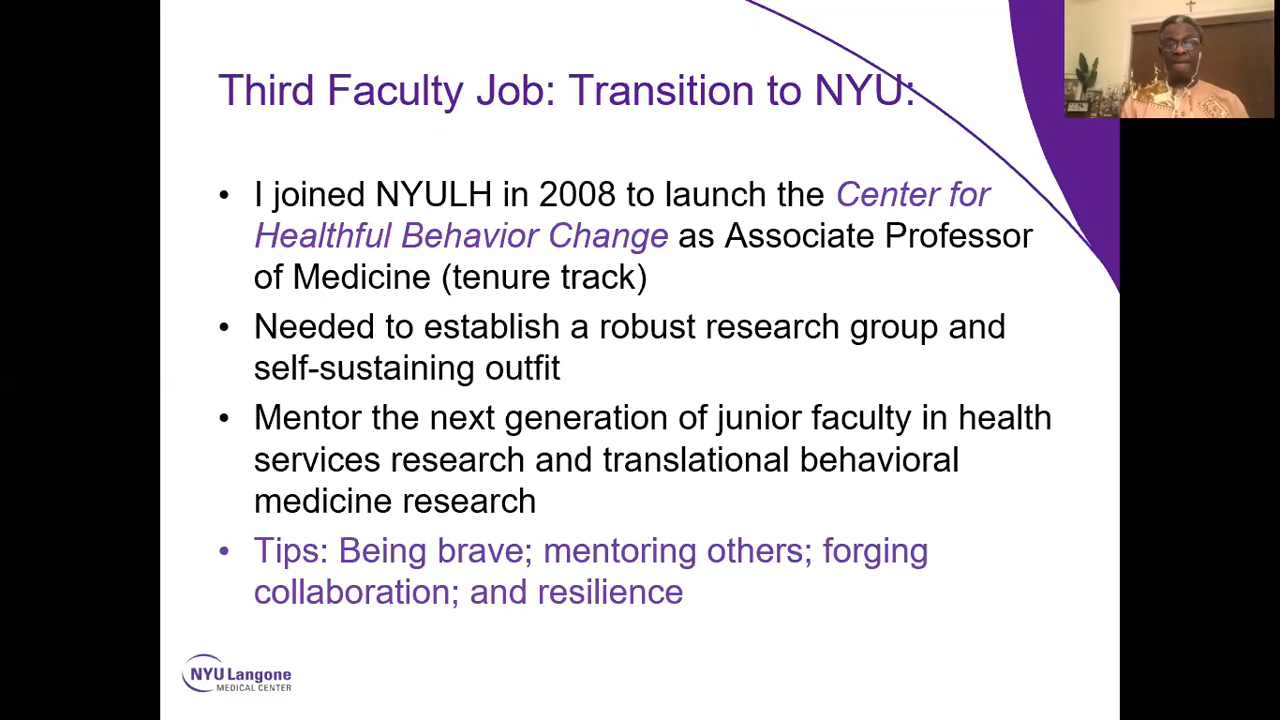 Third Faculty Job: Transition to NYU:
• I joined NYULH in 2008 to launch the Center for
Healthful Behavior Change as Associate Professor
of Medicine (tenure track)
• Needed to establish a robust research group and
self-sustaining outfit
• Mentor the next generation of junior faculty in health
services research and translational behavioral
medicine research
• Tips: Being brave; mentoring others; forging
collaboration; and resilience
NYU Langone
MEDICAL CENTER